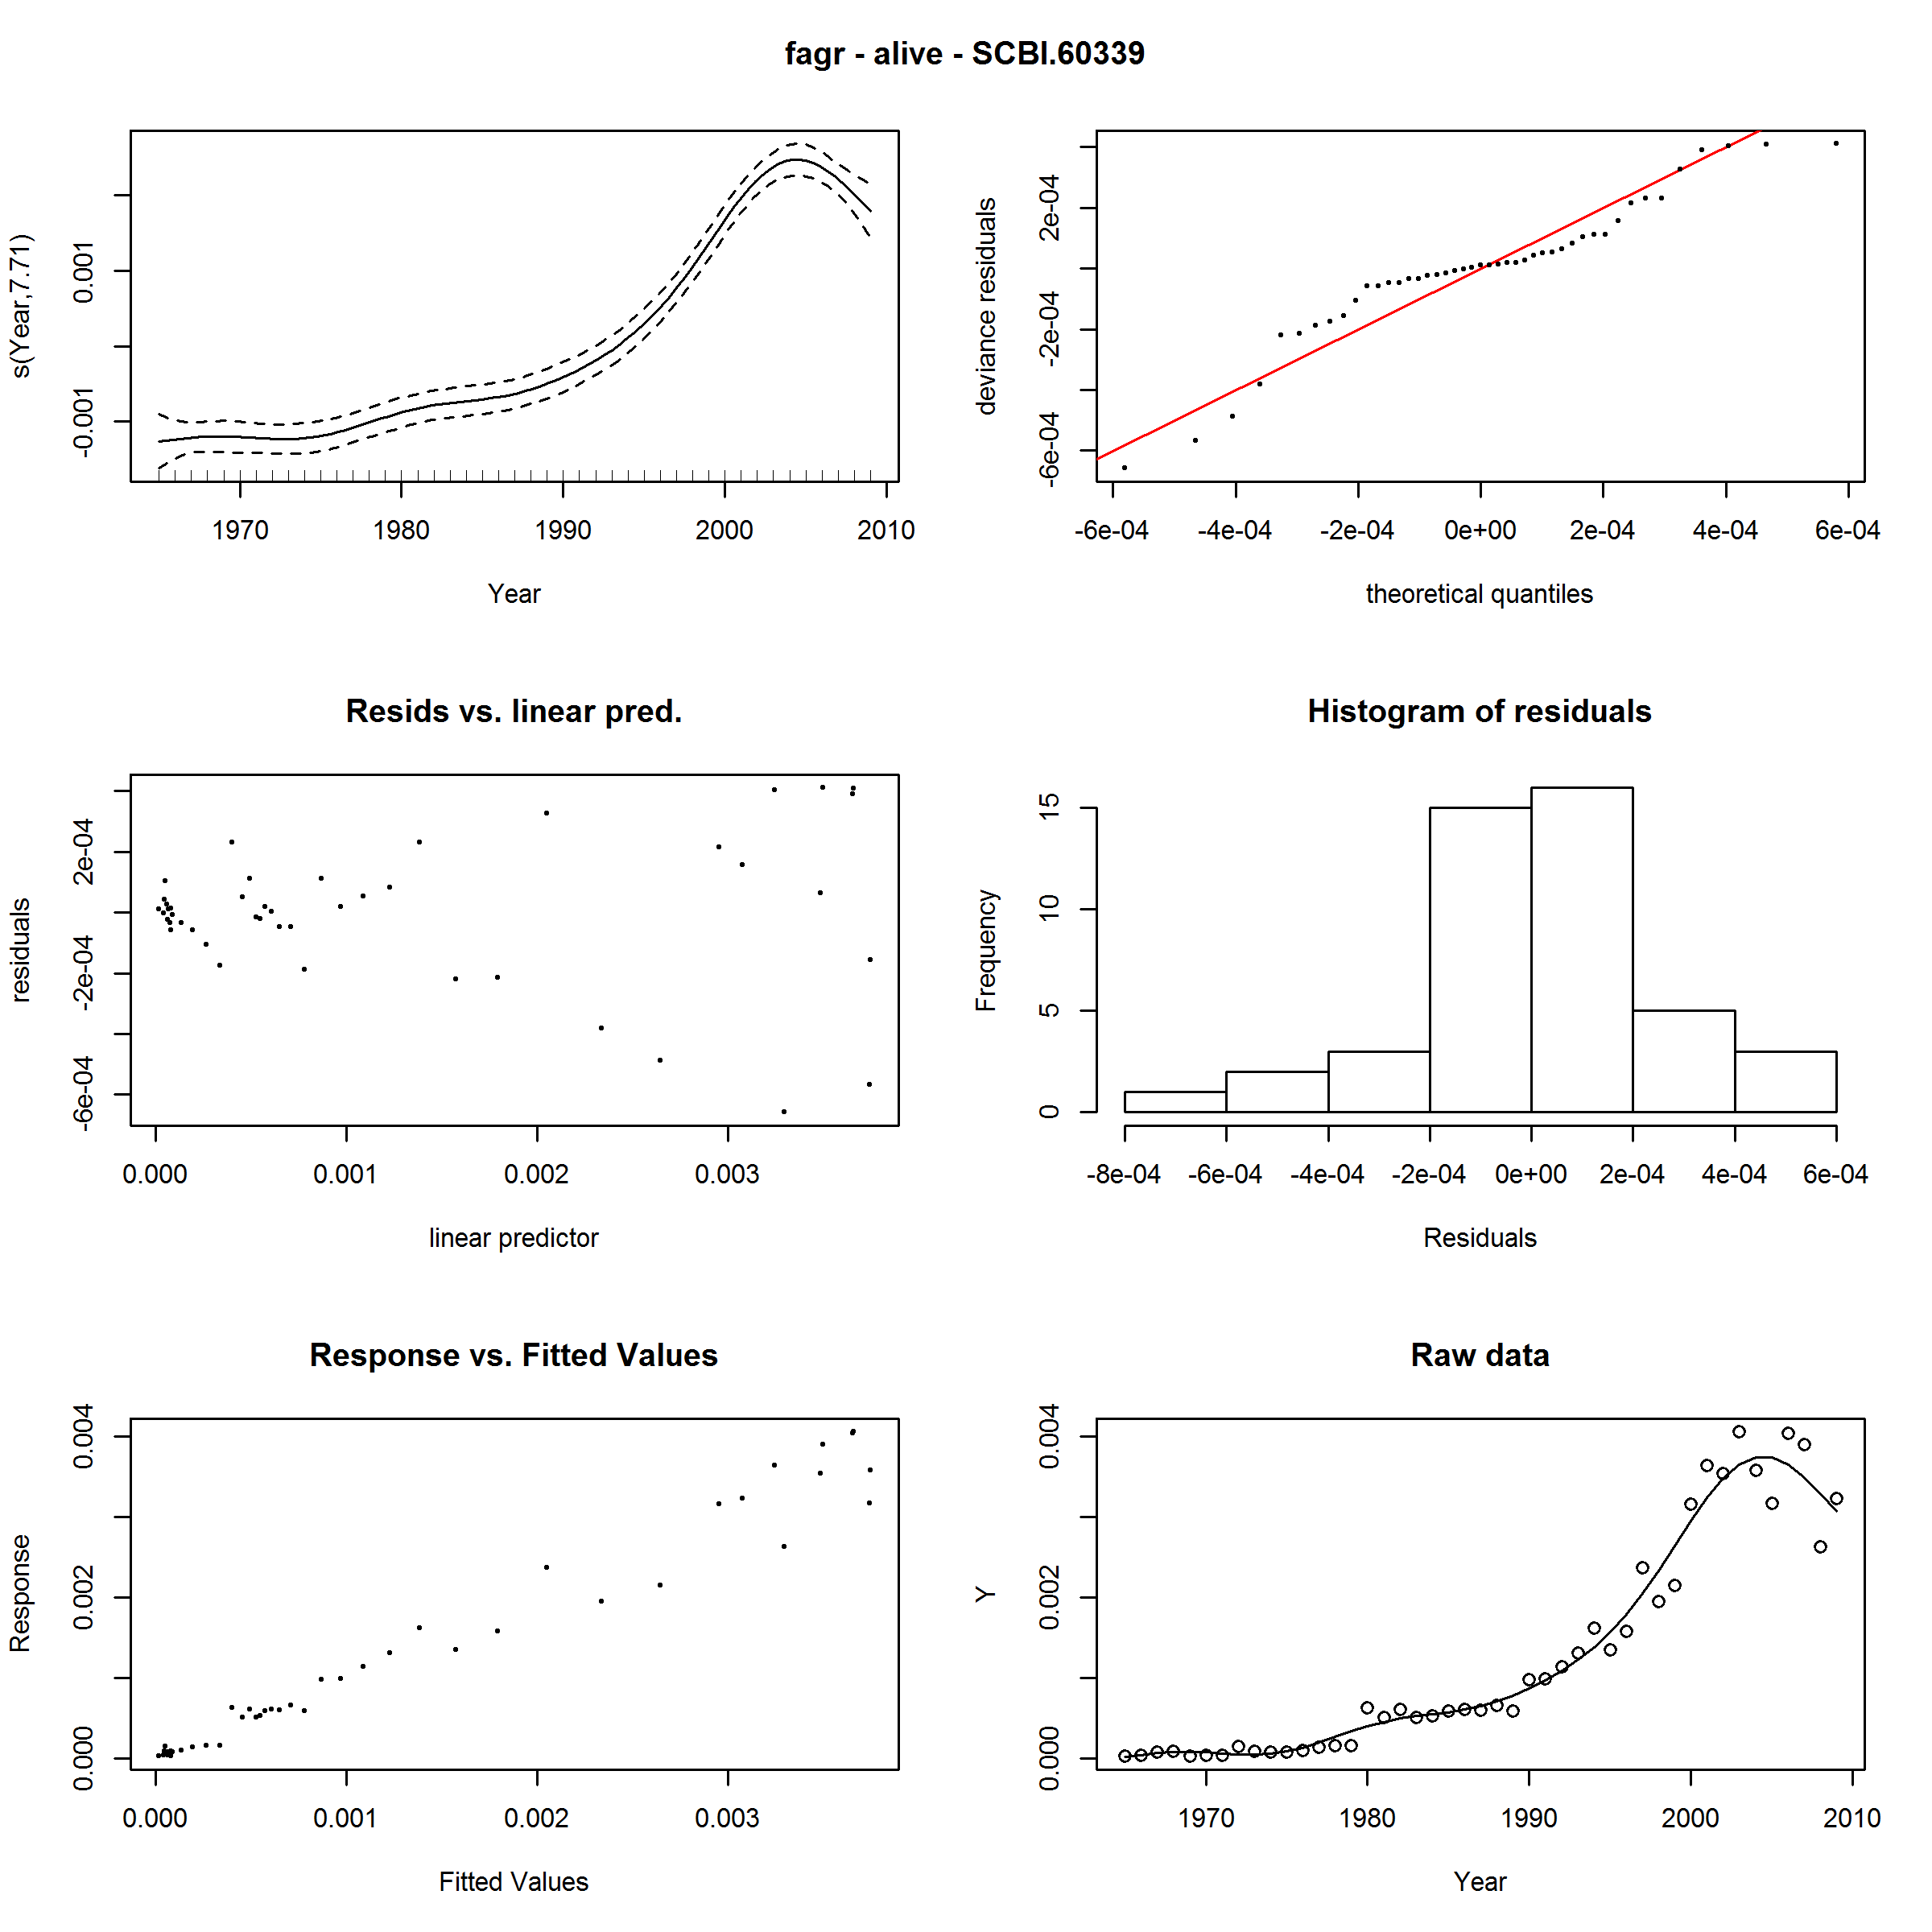 fagr - alive - SCBI.60339
s(Year,7.71)
-0.001 0.001
1970 1980 1990 2000 2010
Year
deviance residuals
-6e-04 -2e-04 2e-04
-6e-04 -4e-04 -2e-04 0e+00 2e-04 4e-04 6e-04
theoretical quantiles
Resids vs. linear pred.
residuals
-6e-04 -2e-04 2e-04
0.000 0.001 0.002 0.003
linear predictor
Histogram of residuals
Frequency
0 5 10 15
-8e-04 -6e-04 -4e-04 -2e-04 0e+00 2e-04 4e-04 6e-04
Residuals
Response vs. Fitted Values
Response
0.000 0.002 0.004
0.000 0.001 0.002 0.003
Fitted Values
Raw data
Y
0.000 0.002 0.004
1970 1980 1990 2000 2010
Year